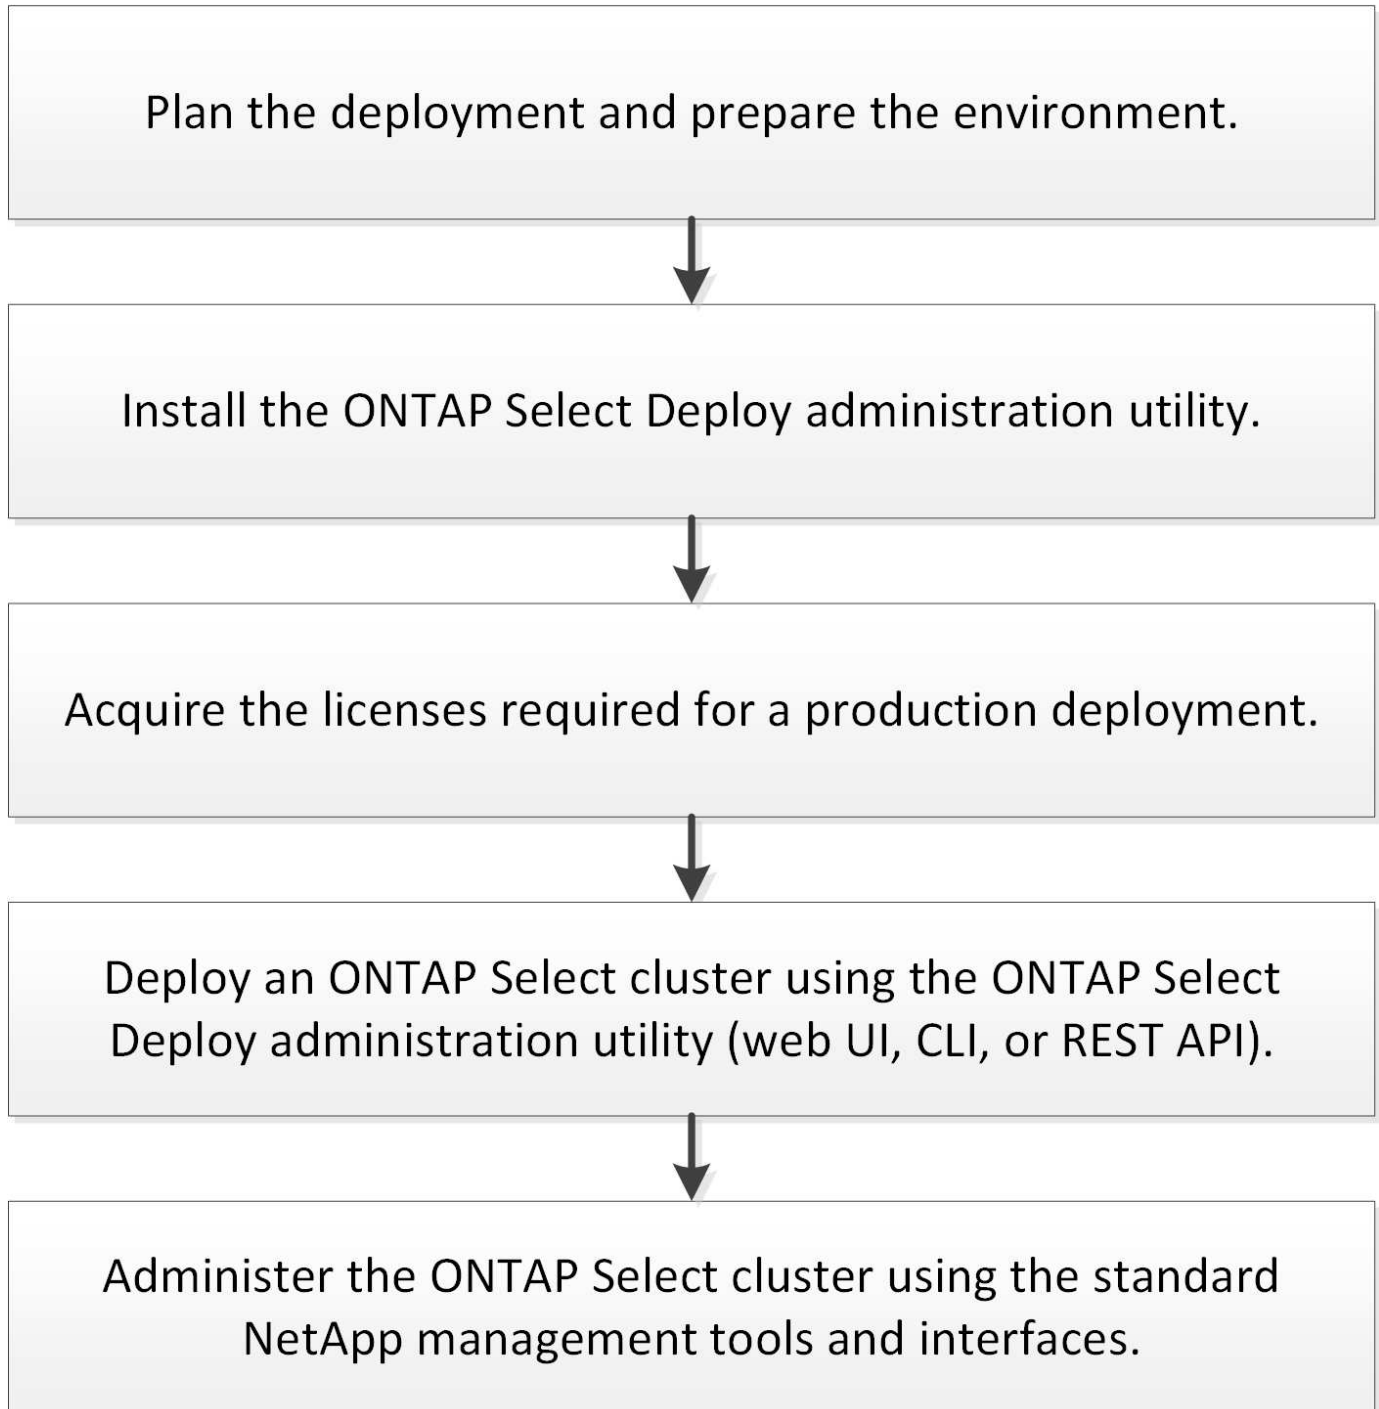 Plan the deployment and prepare the environment.
Install the ONTAP Select Deploy administration utility.
Acquire the licenses required for a production deployment.
Deploy an ONTAP Select cluster using the ONTAP Select
Deploy administration utility (web UI, CLI, or REST API).
Administer the ONTAP Select cluster using the standard
NetApp management tools and interfaces.